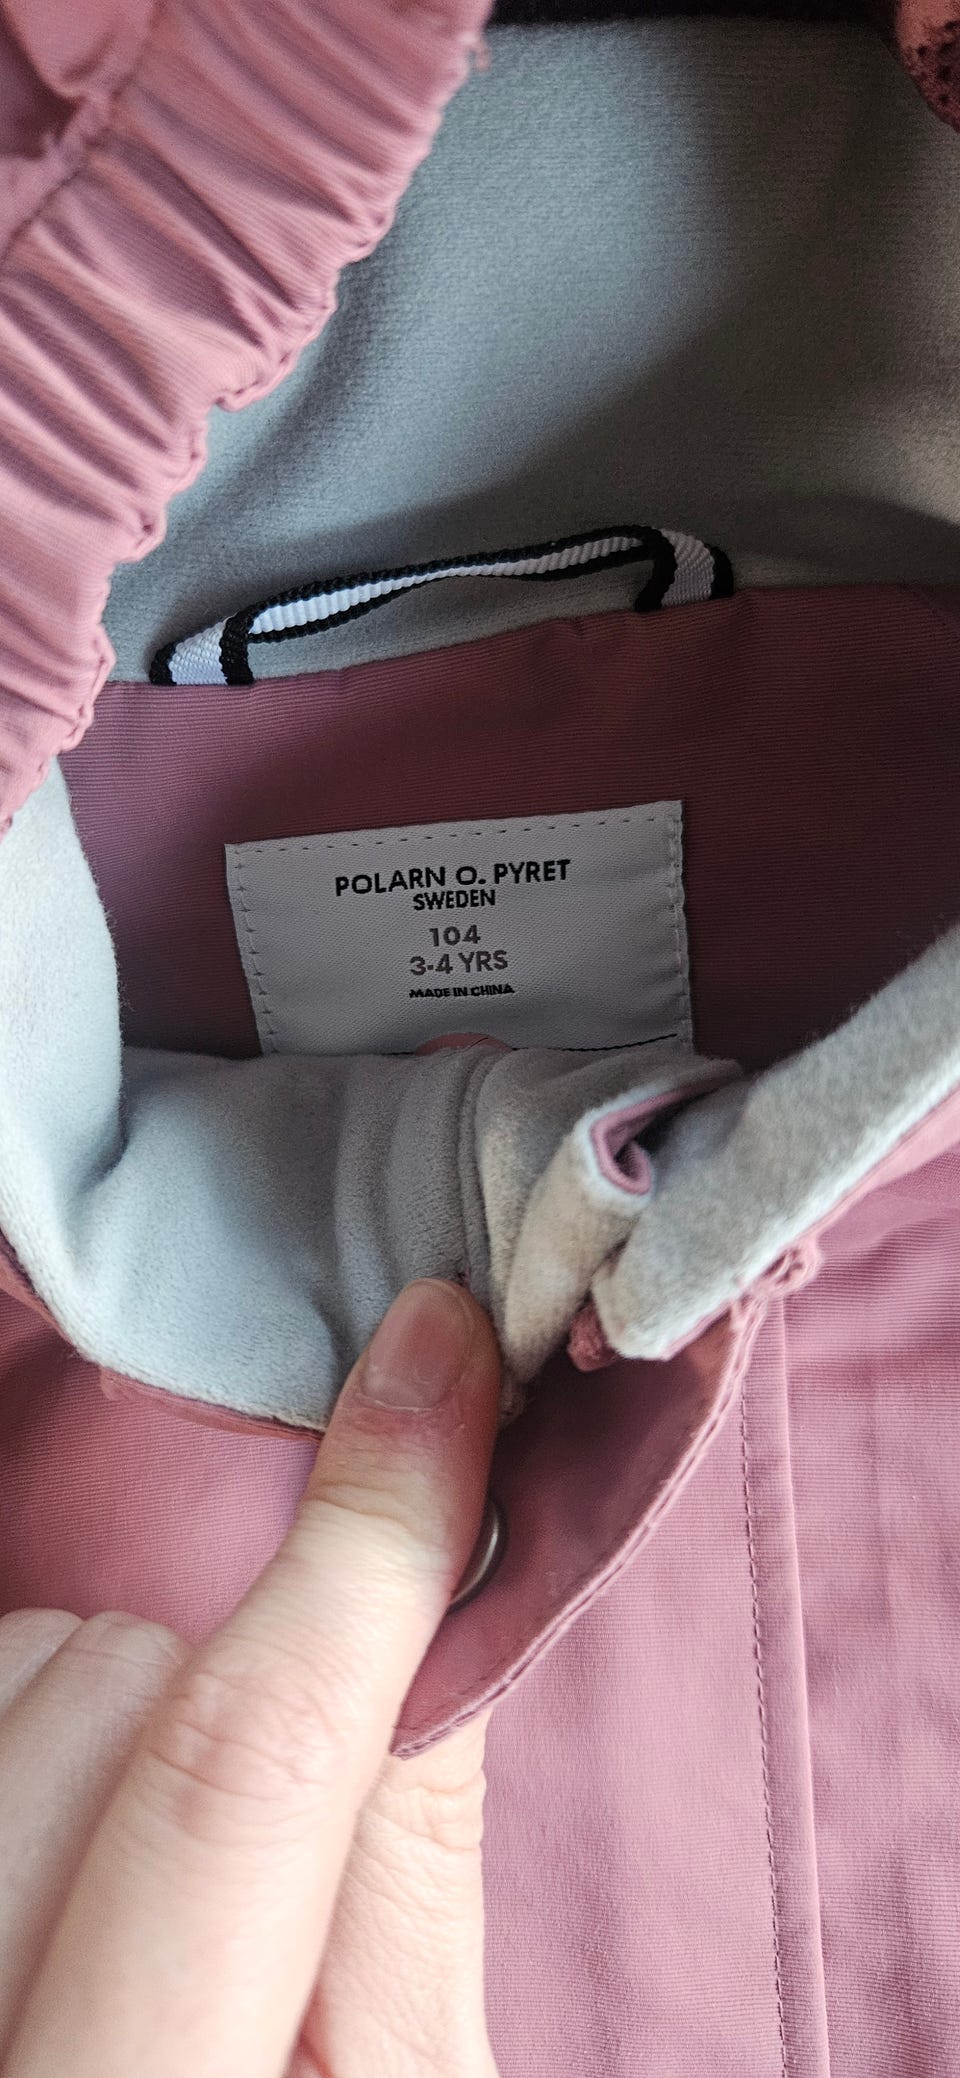 POLARN O. PYRET
SWEDEN
104
3-4 YRS
MADE IN CHINA